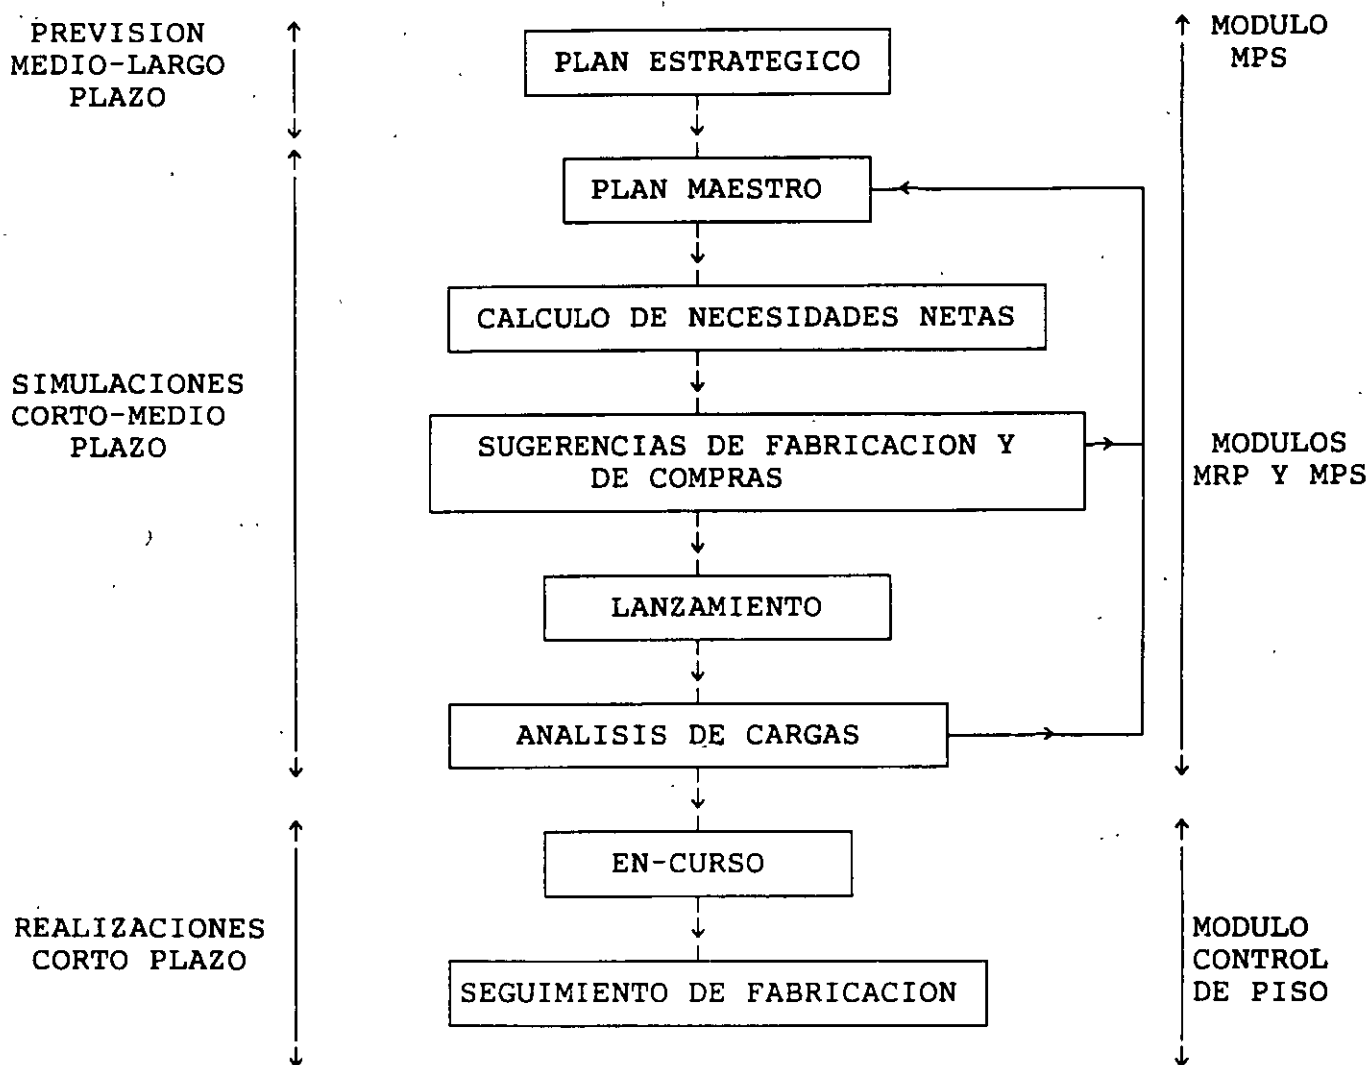 PREVISION
MEDIO-LARGO
PLAZO
PLAN ESTRATEGICO
MODULO
MPS
PLAN MAESTRO
CALCULO DE NECESIDADES NETAS
SIMULACIONES
CORTO-MEDIO
PLAZO
SUGERENCIAS DE FABRICACION Y
DE COMPRAS
MODULOS
MRP Y MPS
LANZAMIENTO
ANALISIS DE CARGAS
EN-CURSO
REALIZACIONES
CORTO PLAZO
MODULO
CONTROL
DE PISO
SEGUIMIENTO DE FABRICACION